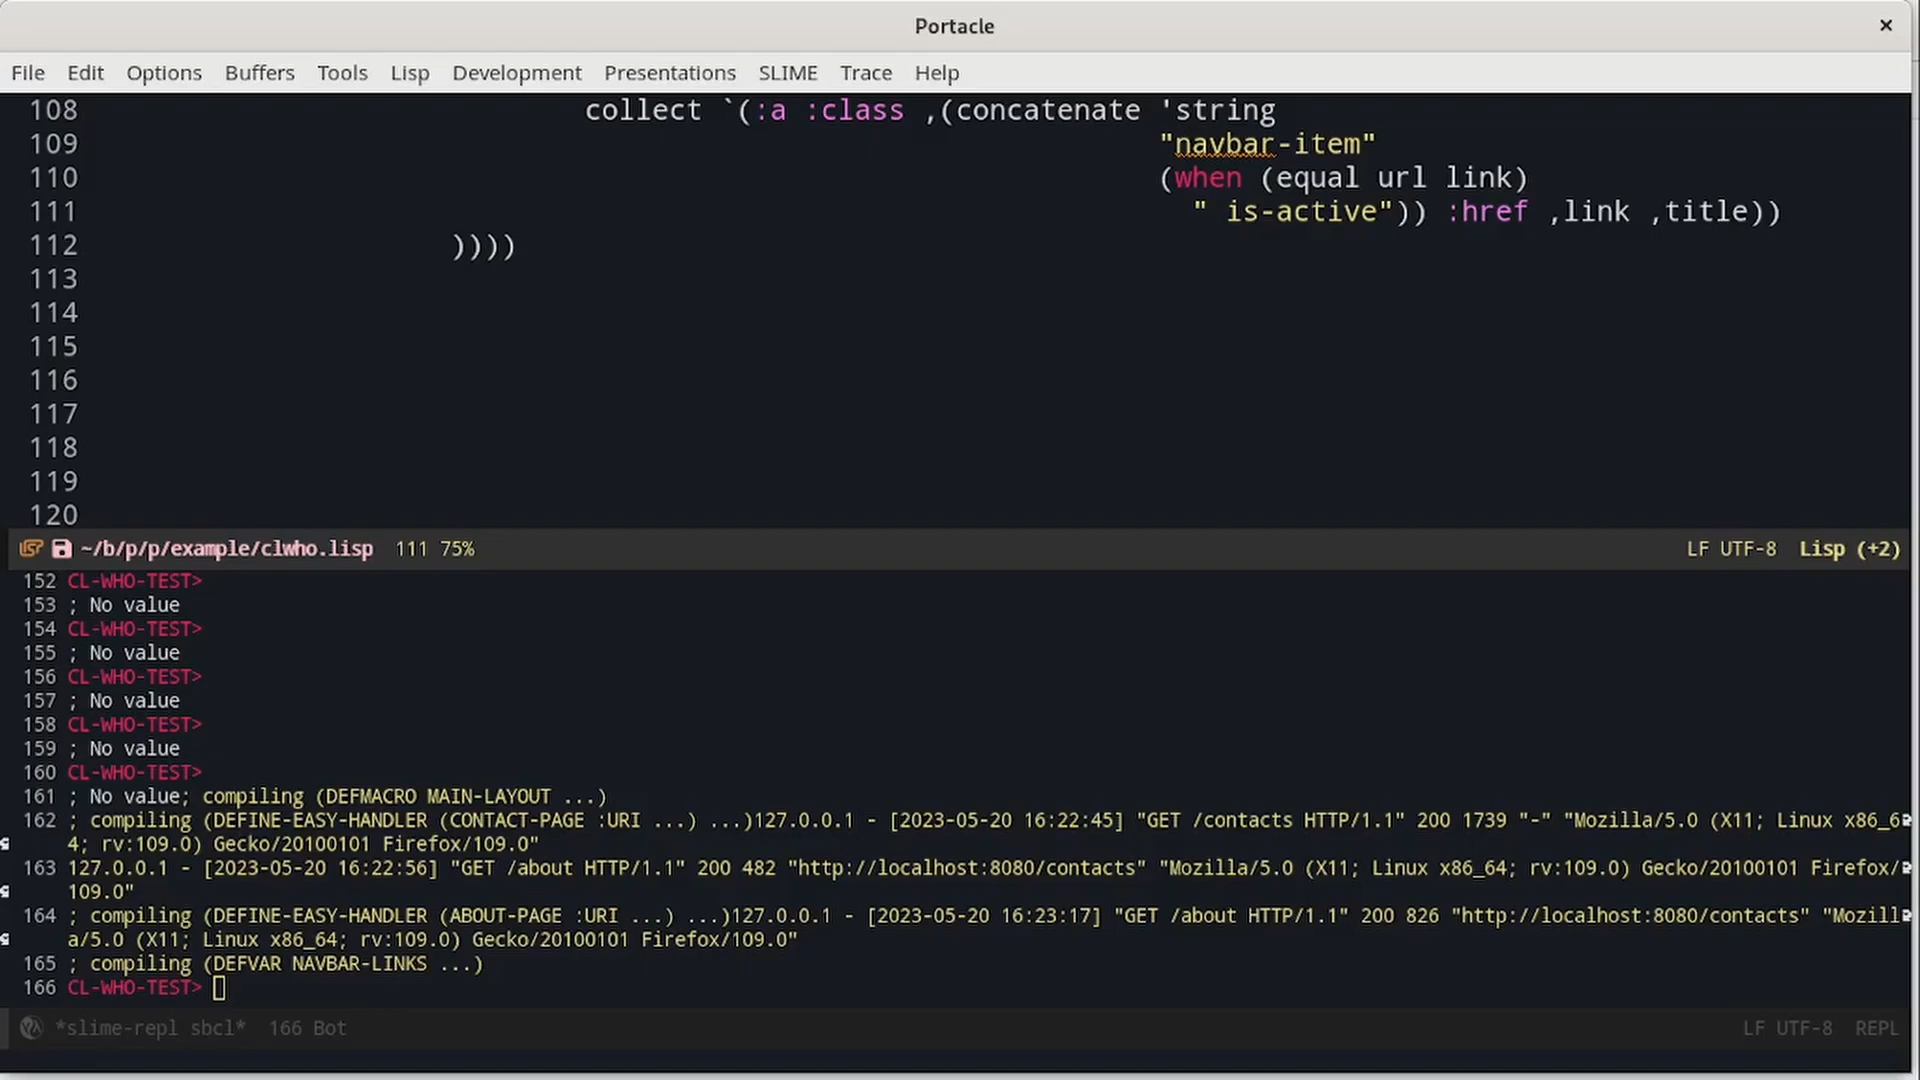 Portacle
File Edit Options Buffers Tools Lisp Development Presentations SLIME Trace Help
108 collect `(:a :class ,(concatenate 'string
109 "navbar-item"
110 (when (equal url link)
111 " is-active")) :href ,link ,title))
112 ))))
113
114
115
116
117
118
119
120
~/b/p/p/example/clwho.lisp 111 75% LF UTF-8 Lisp (+2)
152 CL-WHO-TEST>
153 ; No value
154 CL-WHO-TEST>
155 ; No value
156 CL-WHO-TEST>
157 ; No value
158 CL-WHO-TEST>
159 ; No value
160 CL-WHO-TEST>
161 ; No value; compiling (DEFMACRO MAIN-LAYOUT ...)
162 ; compiling (DEFINE-EASY-HANDLER (CONTACT-PAGE :URI ...) ...)127.0.0.1 - [2023-05-20 16:22:45] "GET /contacts HTTP/1.1" 200 1739 "-" "Mozilla/5.0 (X11; Linux x86_6
4; rv:109.0) Gecko/20100101 Firefox/109.0"
163 127.0.0.1 - [2023-05-20 16:22:56] "GET /about HTTP/1.1" 200 482 "http://localhost:8080/contacts" "Mozilla/5.0 (X11; Linux x86_64; rv:109.0) Gecko/20100101 Firefox/
109.0"
164 ; compiling (DEFINE-EASY-HANDLER (ABOUT-PAGE :URI ...) ...)127.0.0.1 - [2023-05-20 16:23:17] "GET /about HTTP/1.1" 200 826 "http://localhost:8080/contacts" "Mozill
a/5.0 (X11; Linux x86_64; rv:109.0) Gecko/20100101 Firefox/109.0"
165 ; compiling (DEFVAR NAVBAR-LINKS ...)
166 CL-WHO-TEST>
*slime-repl sbcl* 166 Bot LF UTF-8 REPL